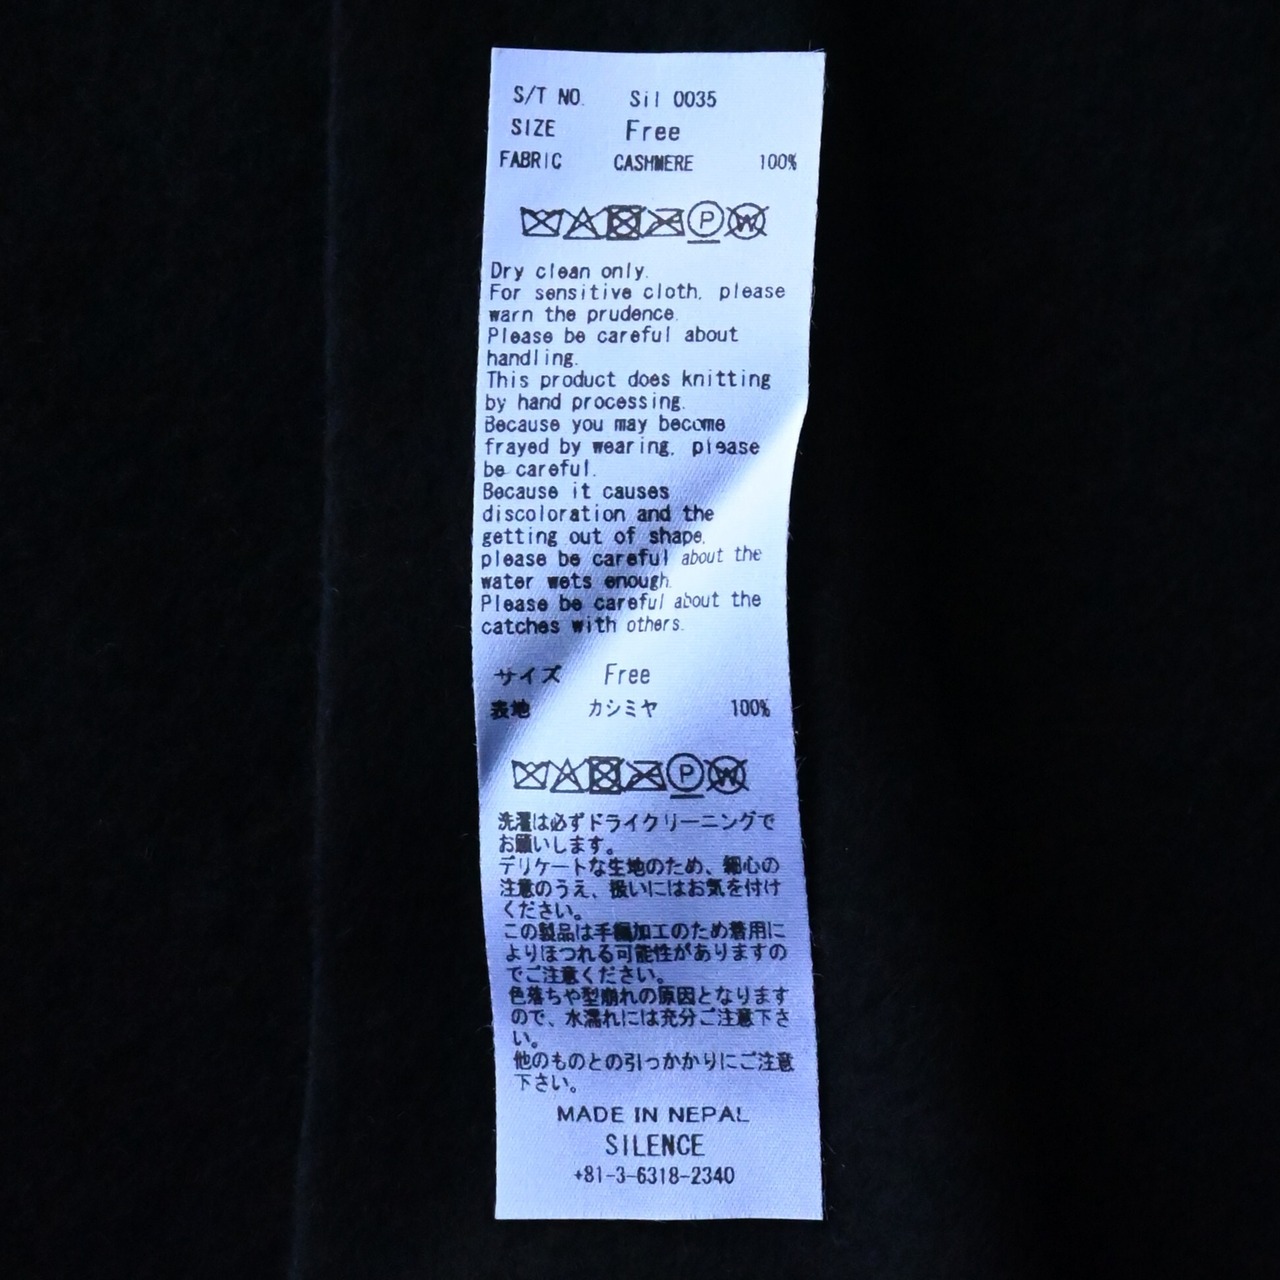 S/T NO. Sil 0035
SIZE Free
FABRIC CASHMERE 100%
P W
Dry clean only.
For sensitive cloth, please
warn the prudence.
Please be careful about
handling.
This product does knitting
by hand processing.
Because you may become
frayed by wearing, please
be careful.
Because it causes
discoloration and the
getting out of shape,
please be careful about the
water wets enough.
Please be careful about the
catches with others.
サイズ Free
表地 カシミヤ 100%
P W
洗濯は必ずドライクリーニングで
お願いします。
デリケートな生地のため、細心の
注意のうえ、扱いにはお気を付け
ください。
この製品は手編加工のため着用に
よりほつれる可能性がありますの
でご注意ください。
色落ちや型崩れの原因となります
ので、水濡れには充分ご注意下さ
い。
他のものとの引っかかりにご注意
下さい。
MADE IN NEPAL
SILENCE
+81-3-6318-2340